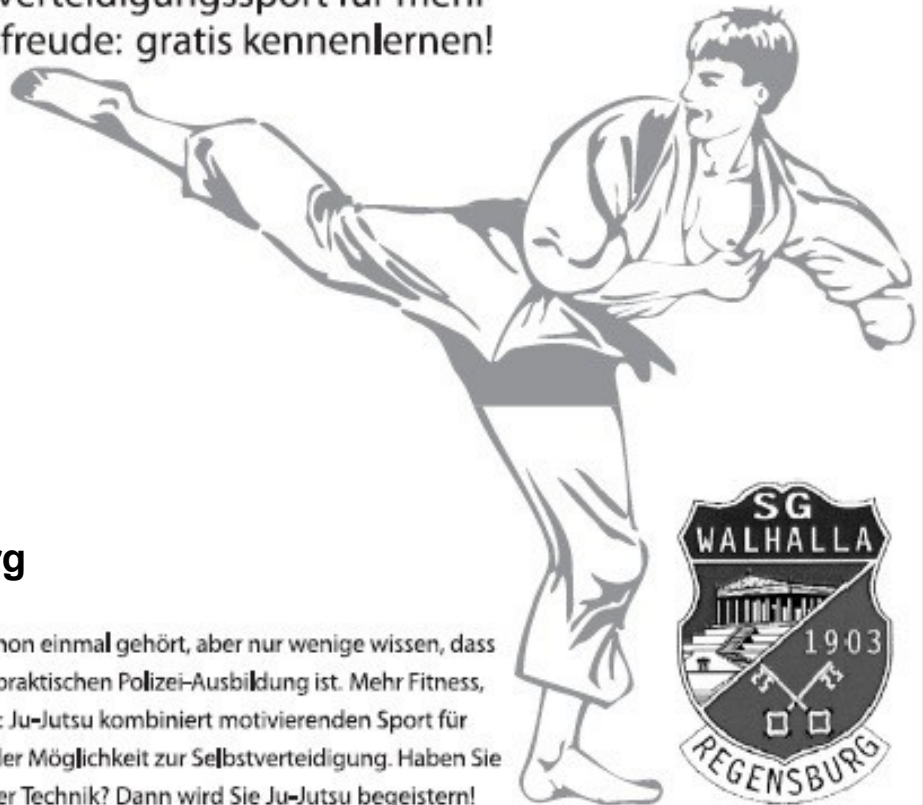 freude: gratis kennenlernen!
einmal gehört, aber nur wenige wissen, dass
praktischen Polizei-Ausbildung ist. Mehr Fitness,
Ju-Jutsu kombiniert motivierenden Sport für
der Möglichkeit zur Selbstverteidigung. Haben Sie
er Technik? Dann wird Sie Ju-Jutsu begeistern!
SG
WALHALLA
1903
REGENSBURG